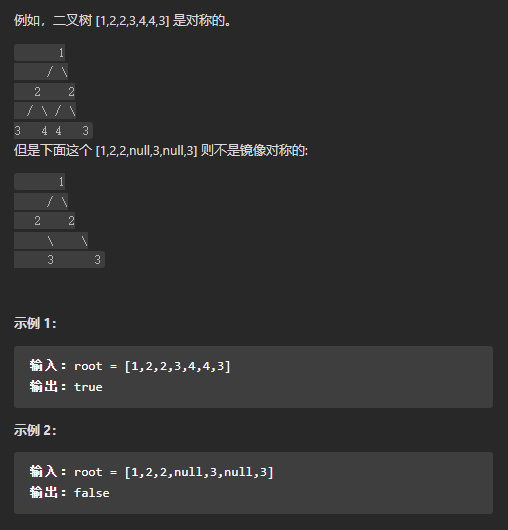 例如，二叉树 [1,2,2,3,4,4,3] 是对称的。
1
/ \
2    2
/ \ / \
3   4 4   3
但是下面这个 [1,2,2,null,3,null,3] 则不是镜像对称的:
1
/ \
2    2
\    \
3      3
示例 1：
输入：root = [1,2,2,3,4,4,3]
输出：true
示例 2：
输入：root = [1,2,2,null,3,null,3]
输出：false